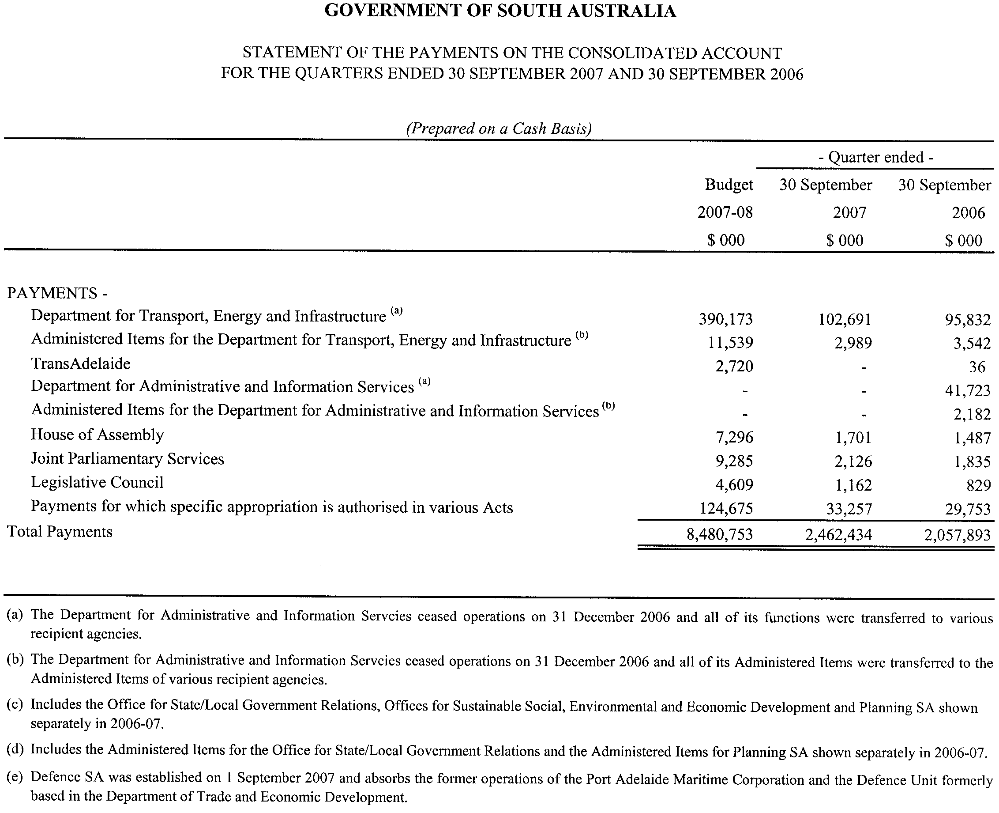 GOVERNMENT OF SOUTH AUSTRALIA
STATEMENT OF THE PAYMENTS ON THE CONSOLIDATED ACCOUNT
FOR THE QUARTERS ENDED 30 SEPTEMBER 2007 AND 30 SEPTEMBER 2006
(Prepared on a Cash Basis)
- Quarter ended -
Budget 30 September 30 September
2007-08 2007 2006
$ 000 $ 000 $ 000
PAYMENTS -
Department for Transport, Energy and Infrastructure (a) 390,173 102,691 95,832
Administered Items for the Department for Transport, Energy and Infrastructure (b) 11,539 2,989 3,542
TransAdelaide 2,720 - 36
Department for Administrative and Information Services (a) - - 41,723
Administered Items for the Department for Administrative and Information Services (b) - - 2,182
House of Assembly 7,296 1,701 1,487
Joint Parliamentary Services 9,285 2,126 1,835
Legislative Council 4,609 1,162 829
Payments for which specific appropriation is authorised in various Acts 124,675 33,257 29,753
Total Payments 8,480,753 2,462,434 2,057,893
(a) The Department for Administrative and Information Servcies ceased operations on 31 December 2006 and all of its functions were transferred to various
recipient agencies.
(b) The Department for Administrative and Information Servcies ceased operations on 31 December 2006 and all of its Administered Items were transferred to the
Administered Items of various recipient agencies.
(c) Includes the Office for State/Local Government Relations, Offices for Sustainable Social, Environmental and Economic Development and Planning SA shown
separately in 2006-07.
(d) Includes the Administered Items for the Office for State/Local Government Relations and the Administered Items for Planning SA shown separately in 2006-07.
(e) Defence SA was established on 1 September 2007 and absorbs the former operations of the Port Adelaide Maritime Corporation and the Defence Unit formerly
based in the Department of Trade and Economic Development.